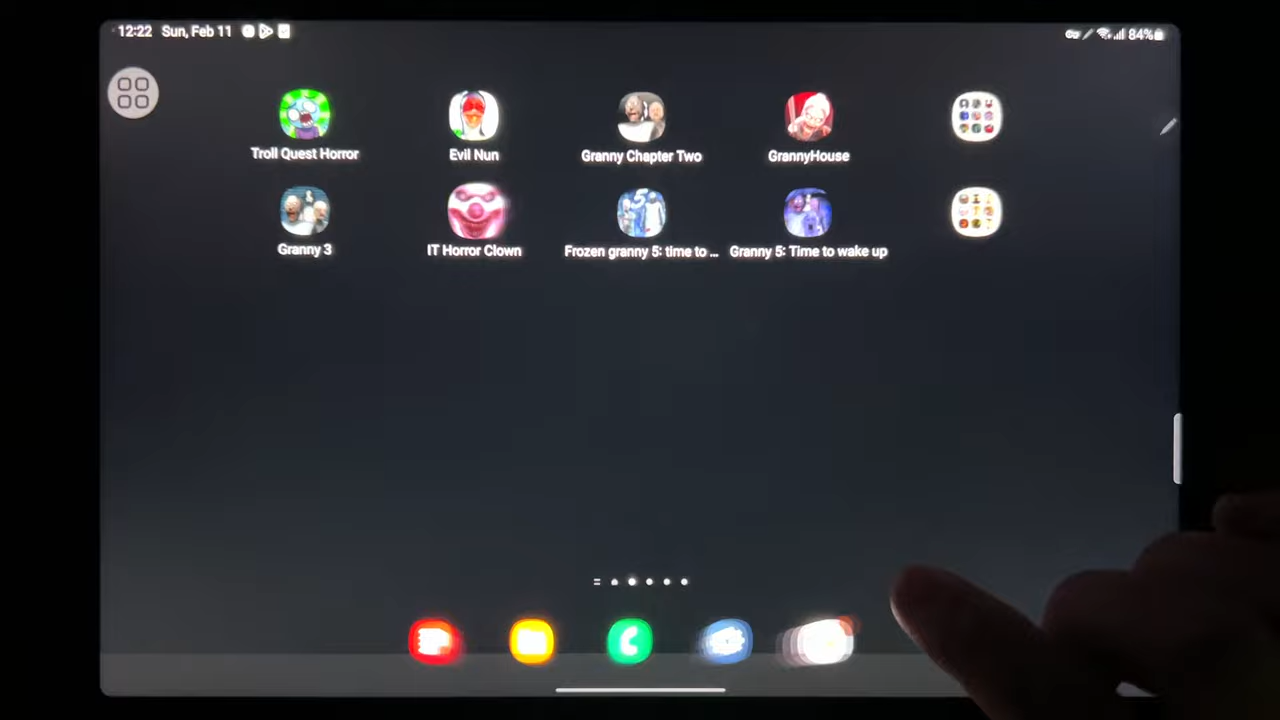 12:22 Sun, Feb 11
84%
Troll Quest Horror
Evil Nun
Granny Chapter Two
GrannyHouse
Granny 3
IT Horror Clown
Frozen granny 5: time to ...
Granny 5: Time to wake up
5